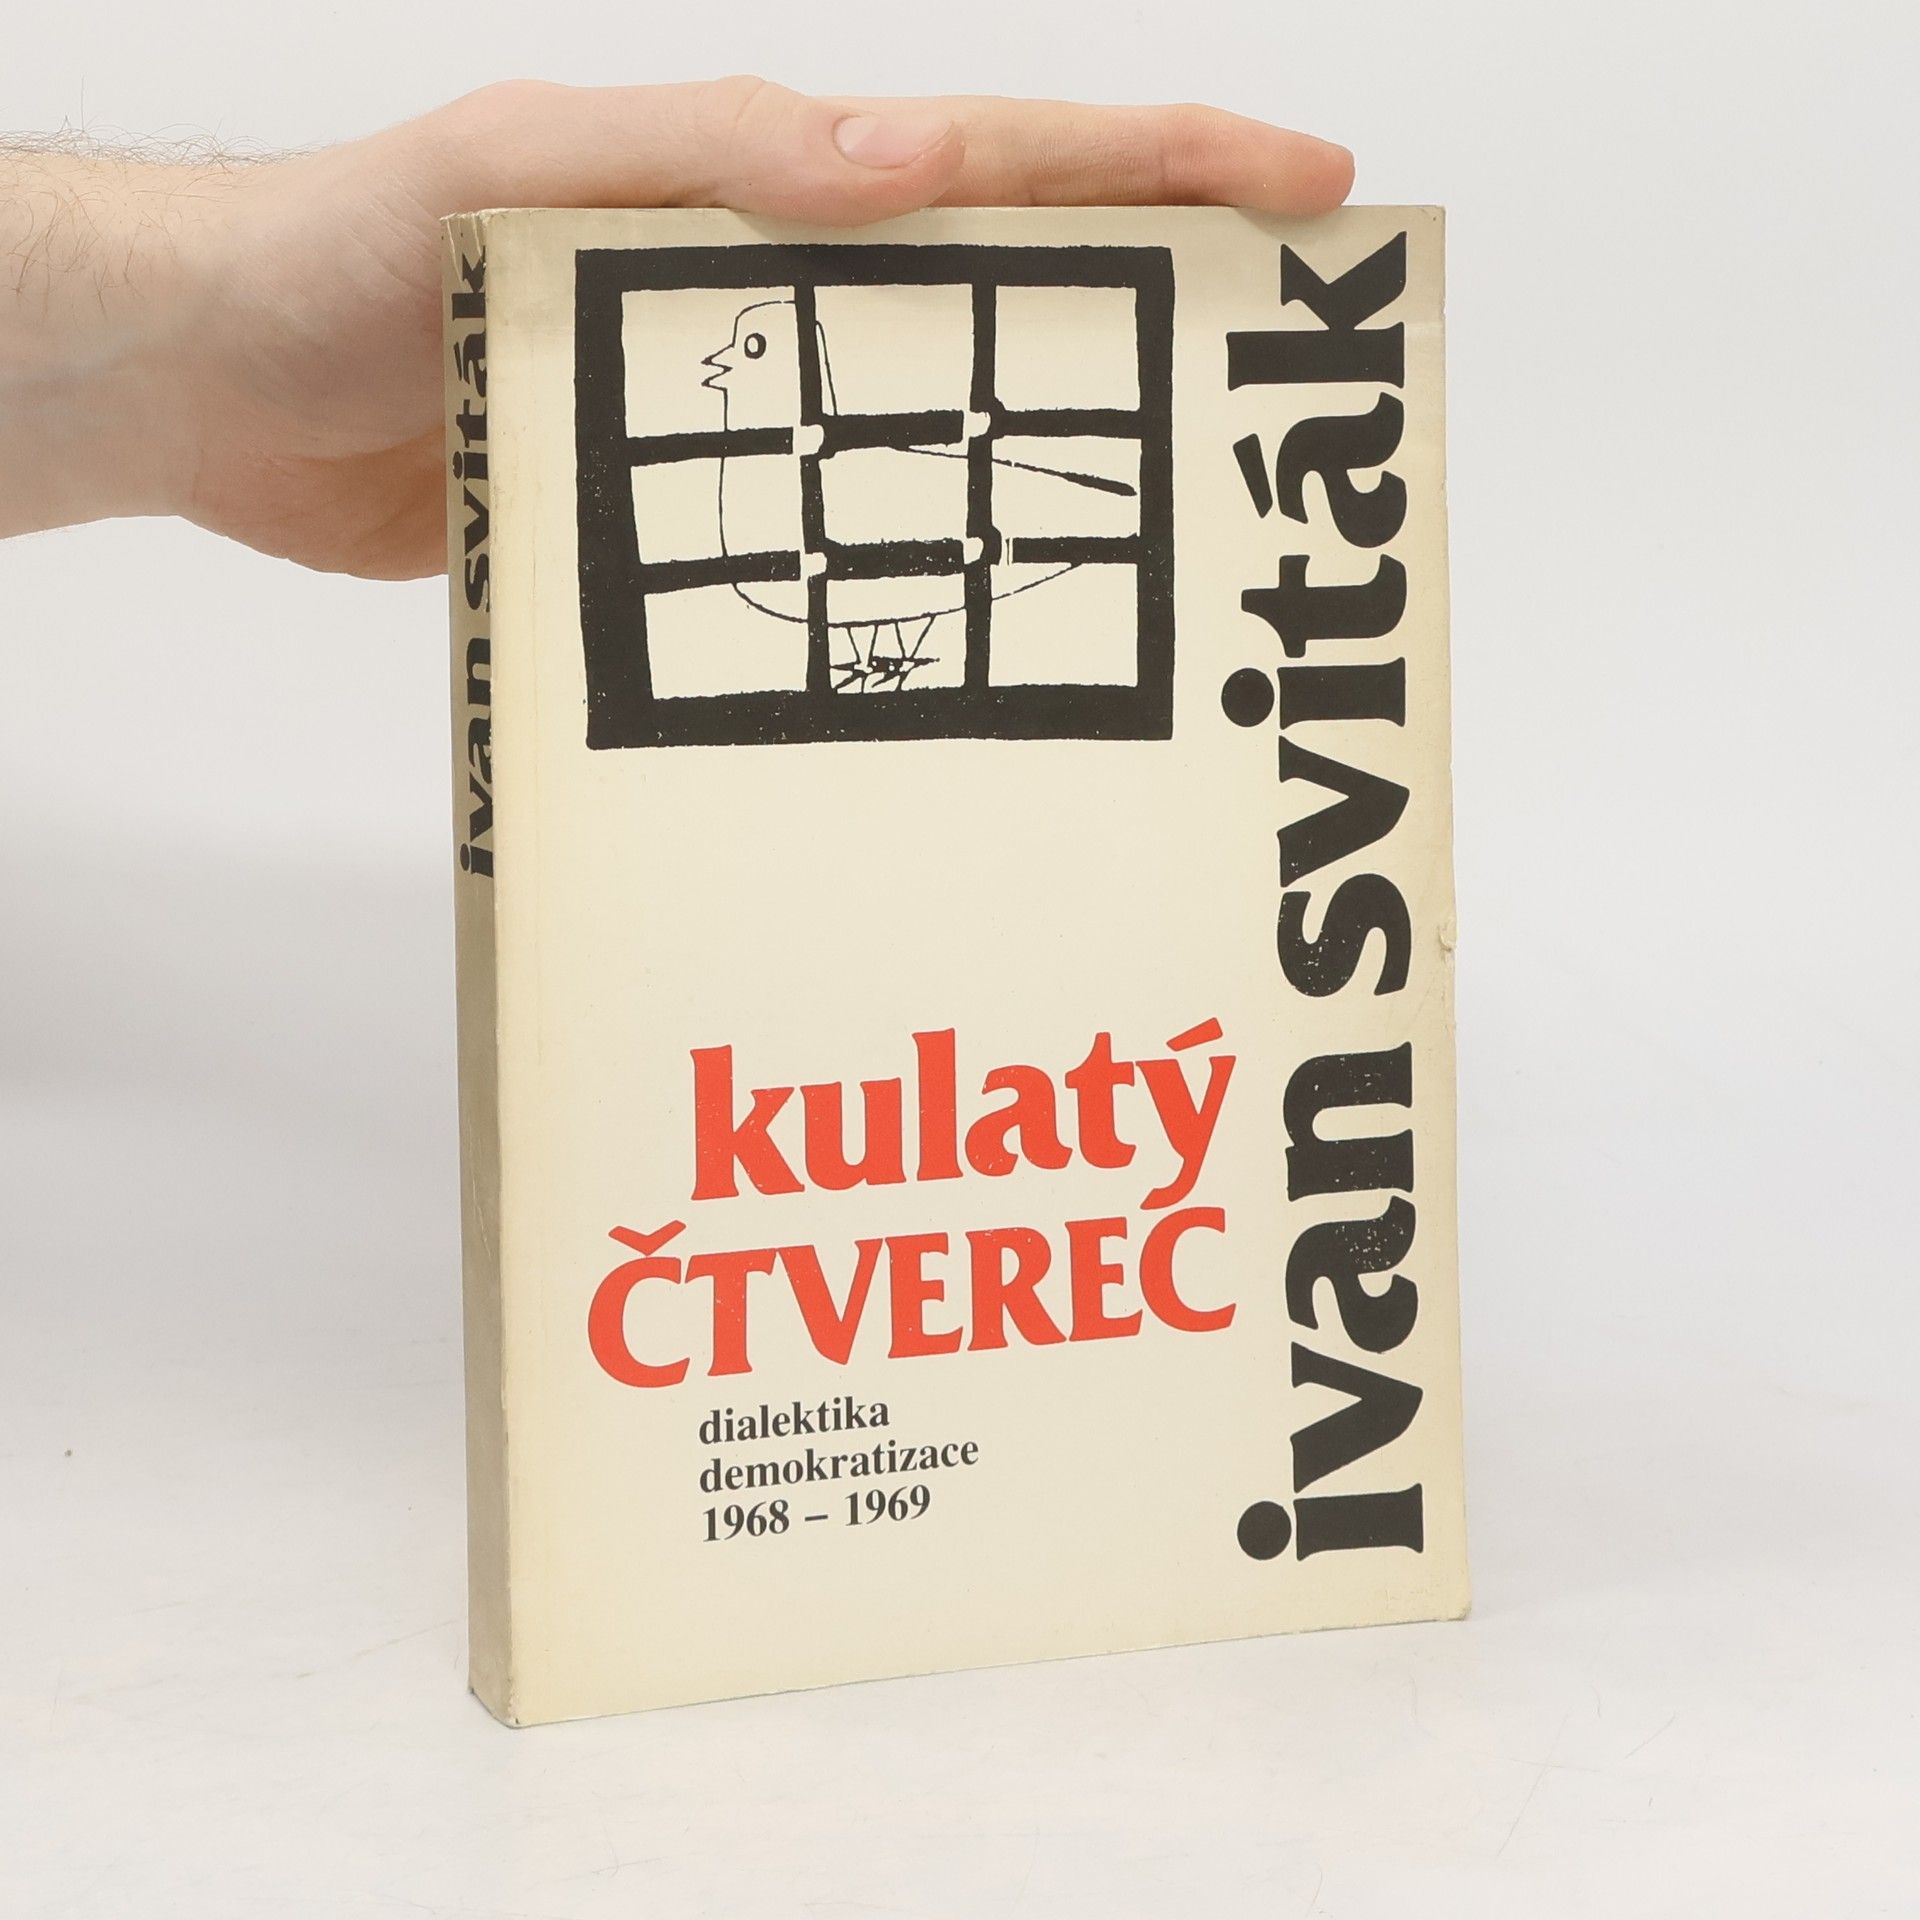 ivan sviták
ivan sviták
kulatý
ČTVEREC
dialektika
demokratizace
1968 – 1969